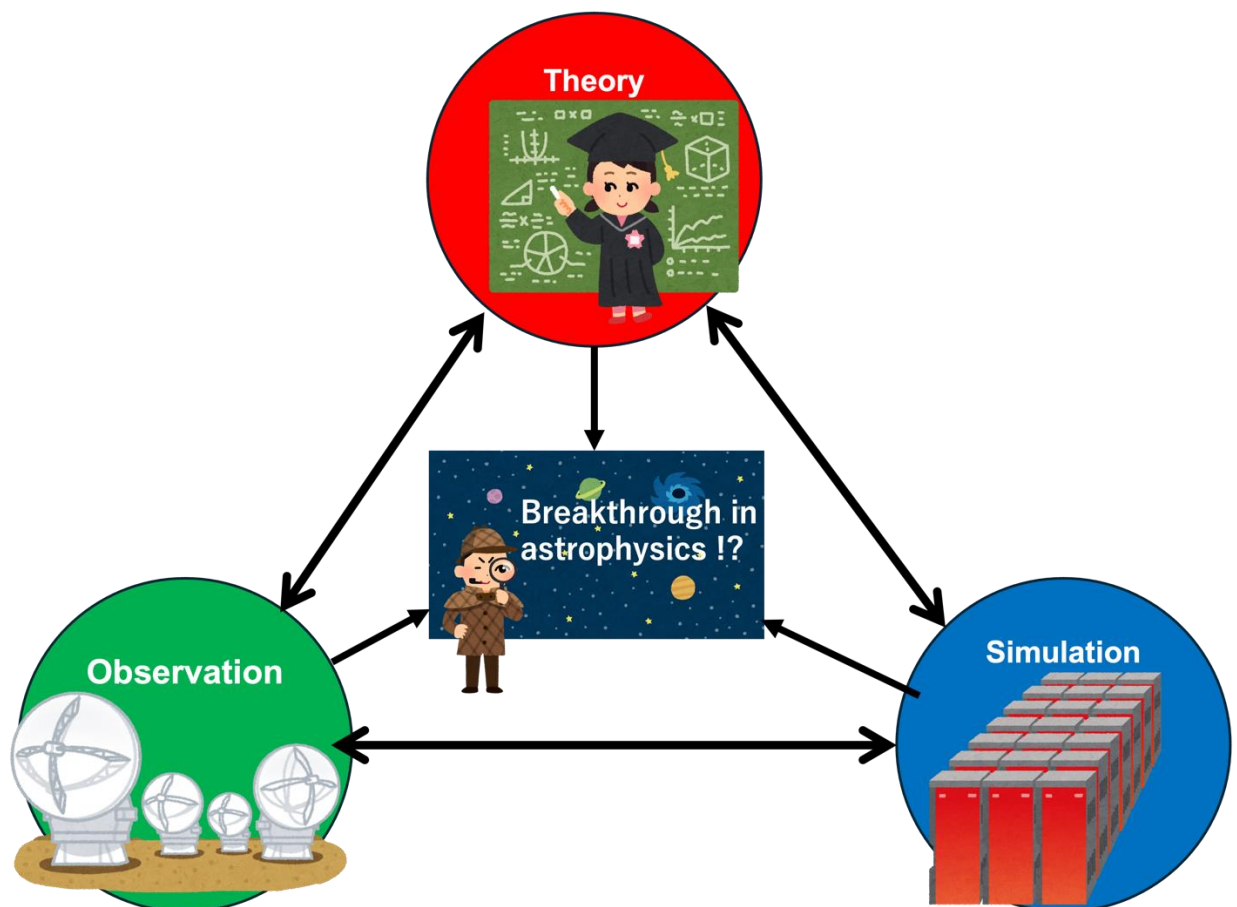 Theory
Breakthrough in
astrophysics !?
Observation
Simulation